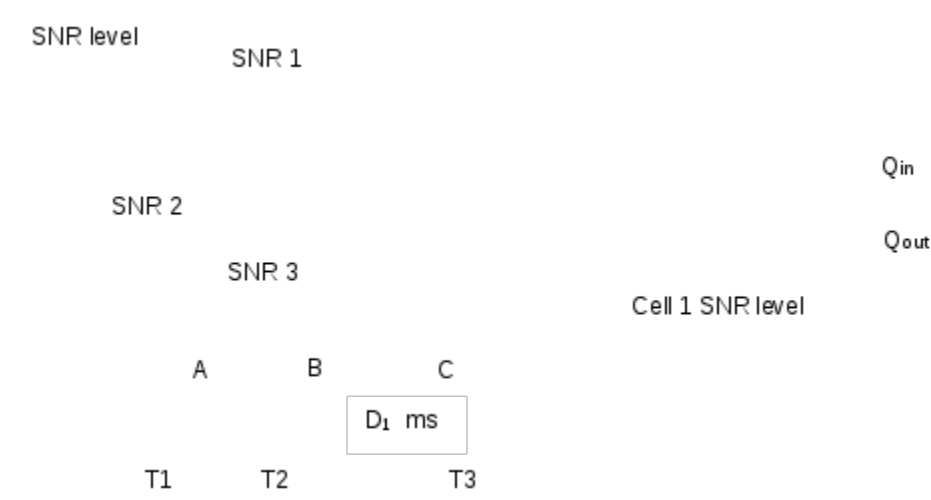 SNR level
SNR 1
Qin
SNR 2
Qout
SNR 3
Cell 1 SNR level
A B C
D1 ms
T1 T2 T3